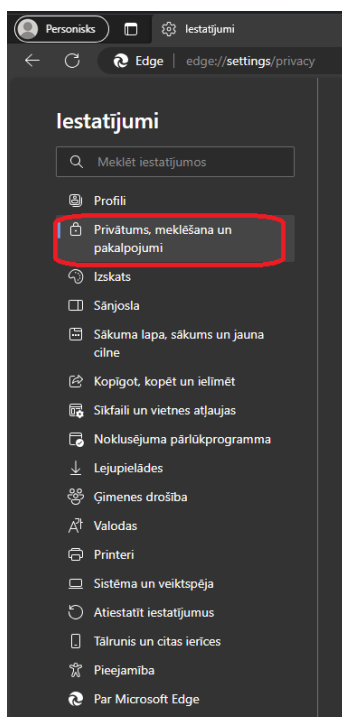 Personisks
Iestatījumi
Edge | edge://settings/privacy
Iestatījumi
Meklēt iestatījumos
Profili
Privātums, meklēšana un
pakalpojumi
Izskats
Sānjosla
Sākuma lapa, sākums un jauna
cilne
Kopīgot, kopēt un ielīmēt
Sīkfaili un vietnes atļaujas
Noklusējuma pārlūkprogramma
Lejupielādes
Ģimenes drošība
Valodas
Printeri
Sistēma un veiktspēja
Atiestatīt iestatījumus
Tālrunis un citas ierīces
Pieejamība
Par Microsoft Edge